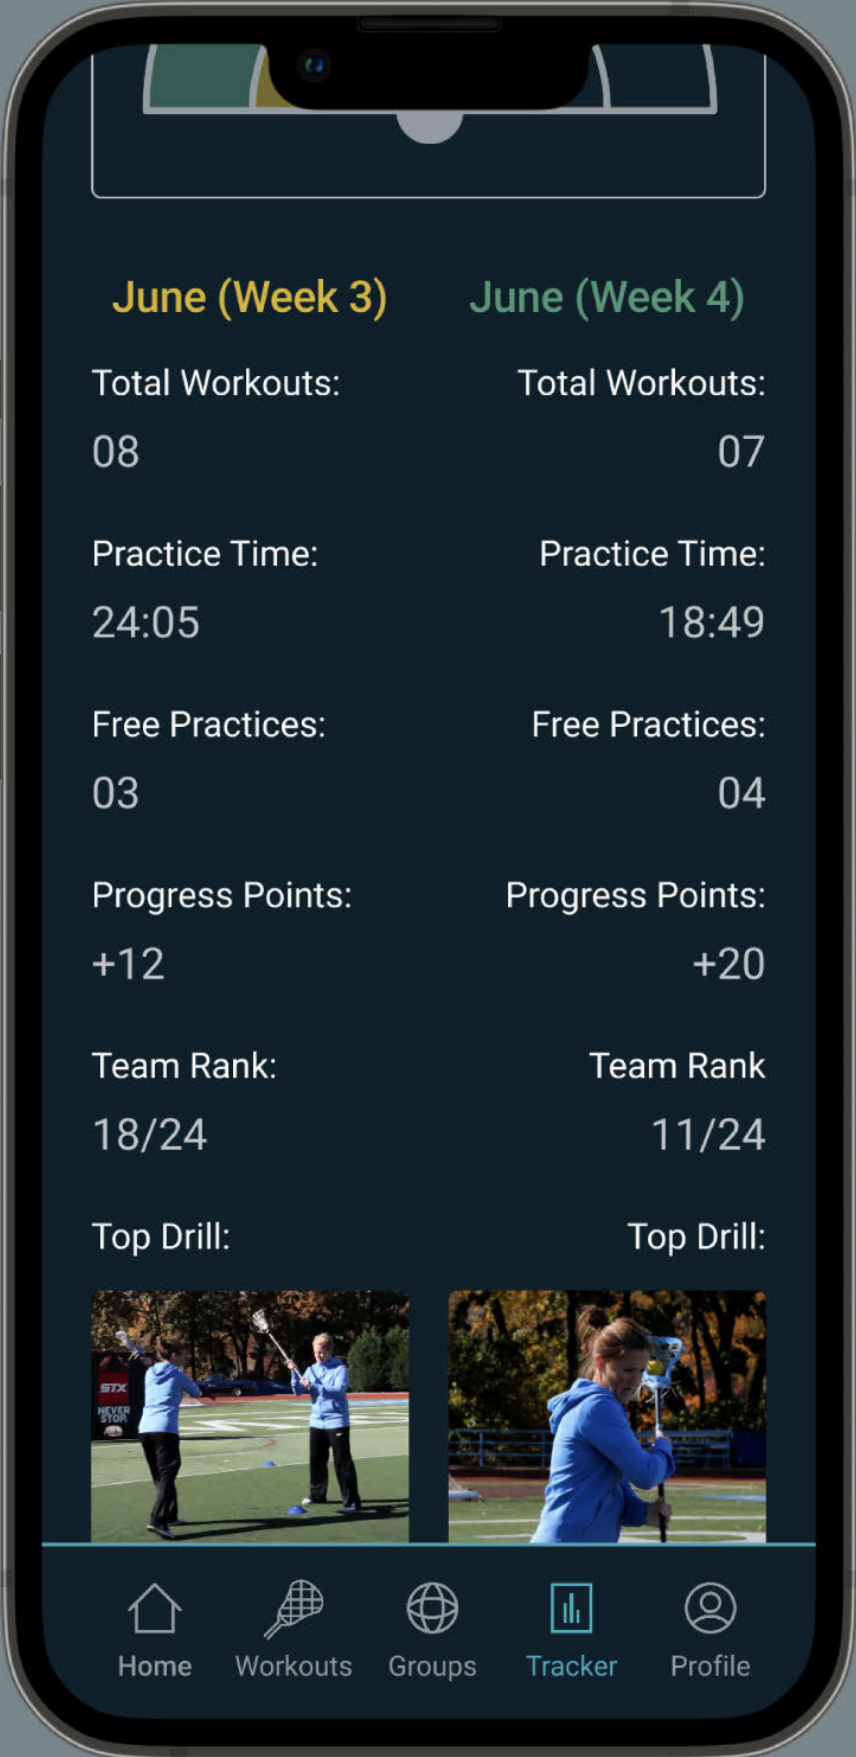 June (Week 3) June (Week 4)
Total Workouts: Total Workouts:
08 07
Practice Time: Practice Time:
24:05 18:49
Free Practices: Free Practices:
03 04
Progress Points: Progress Points:
+12 +20
Team Rank: Team Rank
18/24 11/24
Top Drill: Top Drill:
STX
NEVER
STOP.
Home Workouts Groups Tracker Profile